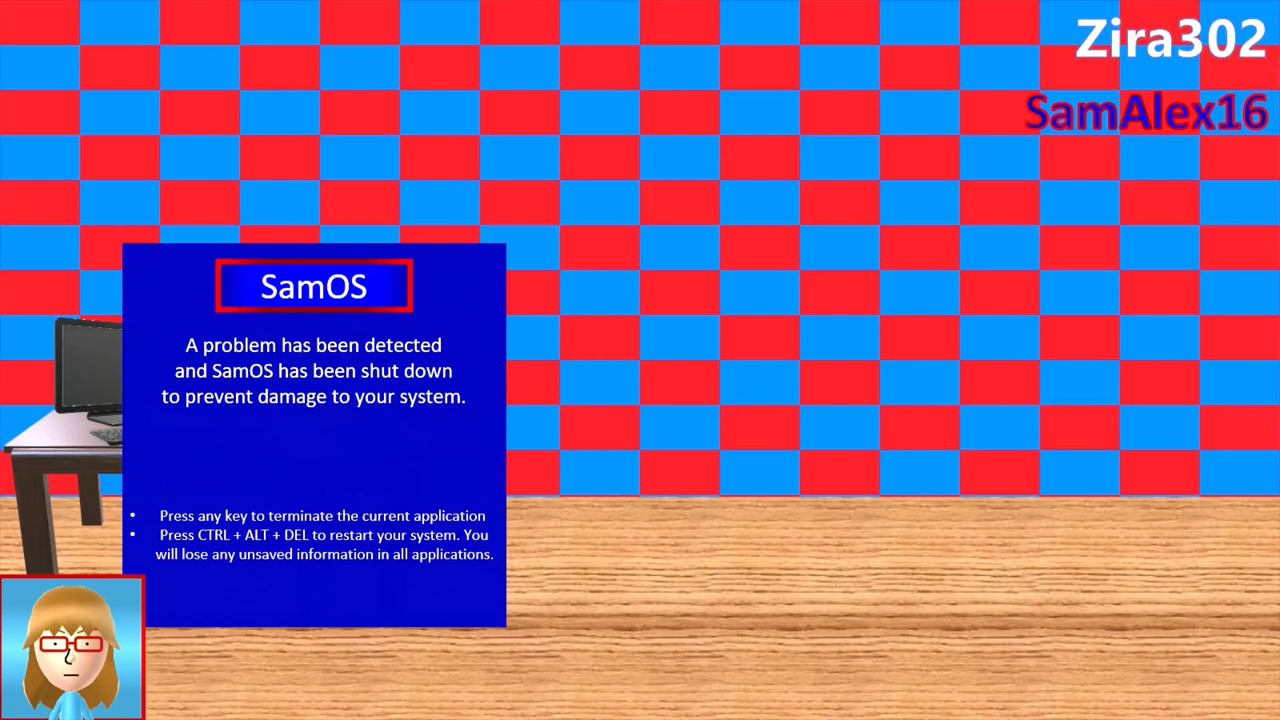 Zira302
SamAlex16
SamOS
A problem has been detected
and SamOS has been shut down
to prevent damage to your system.
• Press any key to terminate the current application
• Press CTRL + ALT + DEL to restart your system. You
will lose any unsaved information in all applications.